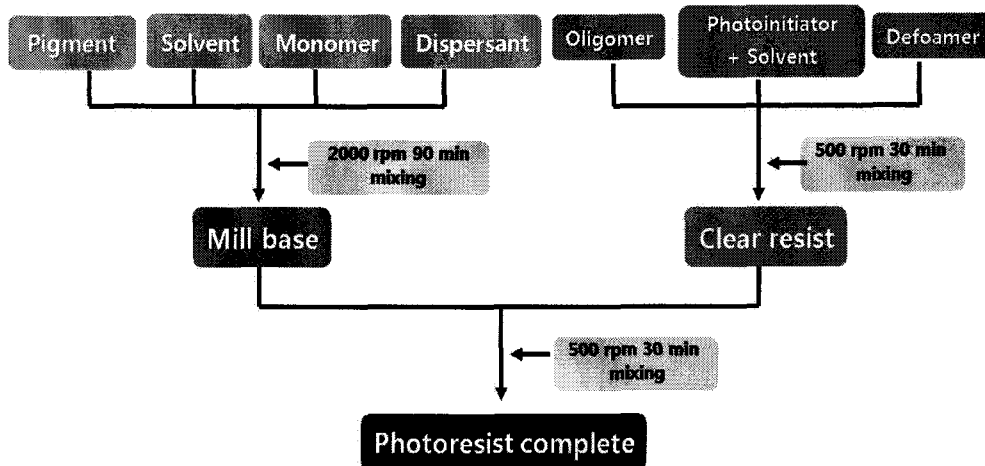 Pigment
Solvent
Monomer
Dispersant
Oligomer
Photoinitiator
+ Solvent
Defoamer
2000 rpm 90 min
mixing
500 rpm 30 min
mixing
Mill base
Clear resist
500 rpm 30 min
mixing
Photoresist complete